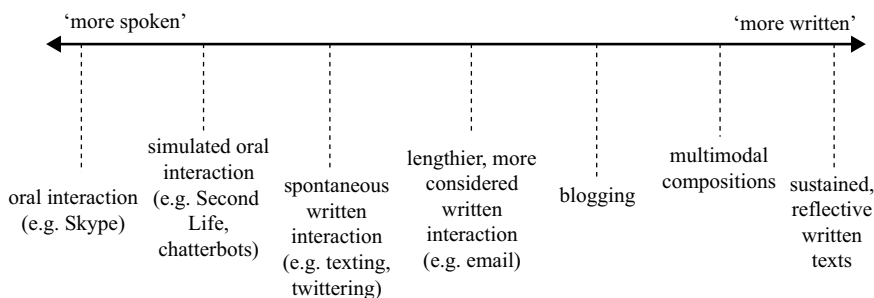 ‘more spoken’
‘more written’
oral interaction
(e.g. Skype)
simulated oral
interaction
(e.g. Second
Life,
chatterbots)
spontaneous
written
interaction
(e.g. texting,
twittering)
lengthier, more
considered
written
interaction
(e.g. email)
blogging
multimodal
compositions
sustained,
reflective
written
texts